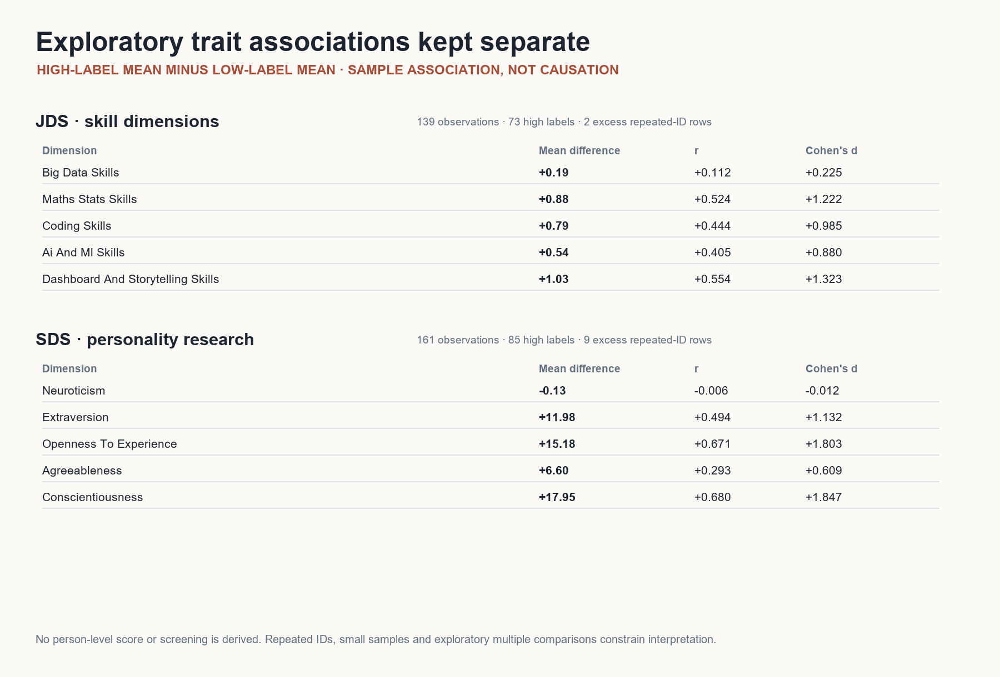 Exploratory trait associations kept separate
HIGH-LABEL MEAN MINUS LOW-LABEL MEAN · SAMPLE ASSOCIATION, NOT CAUSATION
JDS · skill dimensions 139 observations · 73 high labels · 2 excess repeated-ID rows
Dimension Mean difference r Cohen's d
Big Data Skills +0.19 +0.112 +0.225
Maths Stats Skills +0.88 +0.524 +1.222
Coding Skills +0.79 +0.444 +0.985
Ai And Ml Skills +0.54 +0.405 +0.880
Dashboard And Storytelling Skills +1.03 +0.554 +1.323
SDS · personality research 161 observations · 85 high labels · 9 excess repeated-ID rows
Dimension Mean difference r Cohen's d
Neuroticism -0.13 -0.006 -0.012
Extraversion +11.98 +0.494 +1.132
Openness To Experience +15.18 +0.671 +1.803
Agreeableness +6.60 +0.293 +0.609
Conscientiousness +17.95 +0.680 +1.847
No person-level score or screening is derived. Repeated IDs, small samples and exploratory multiple comparisons constrain interpretation.